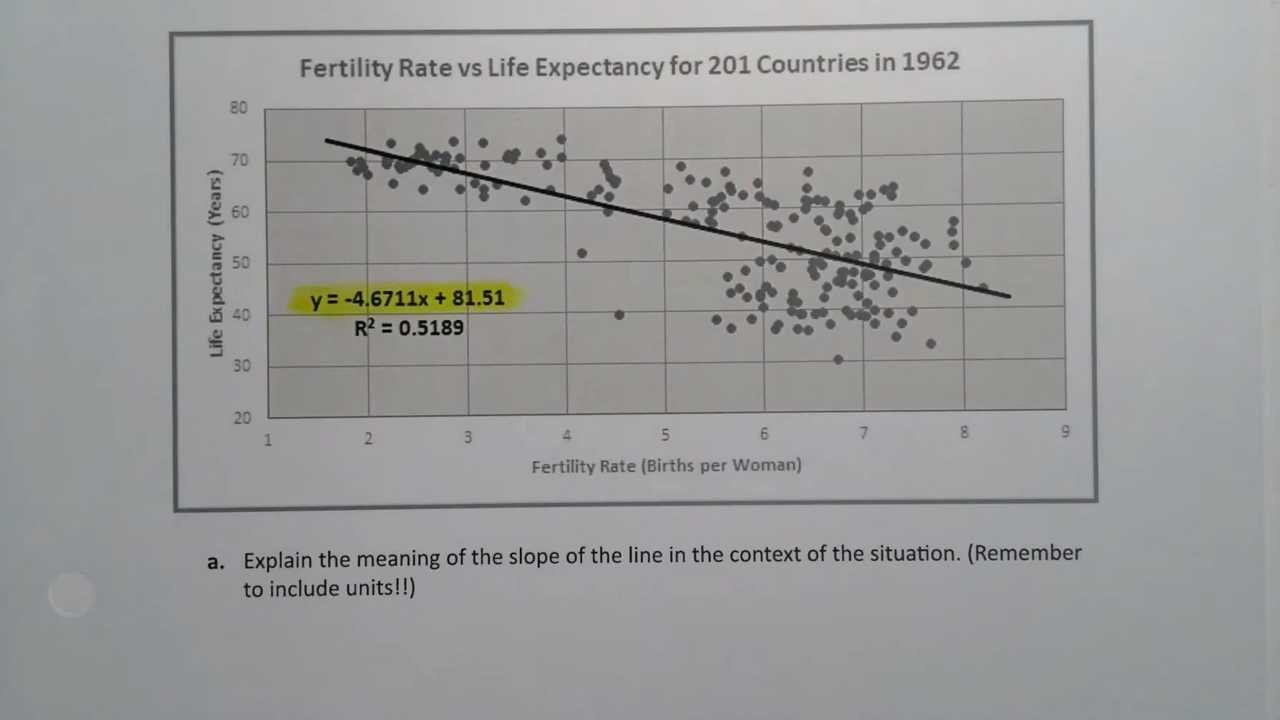 Fertility Rate vs Life Expectancy for 201 Countries in 1962
80
70
60
50
40
30
20
Life Expectancy (Years)
y = -4.6711x + 81.51
R² = 0.5189
1 2 3 4 5 6 7 8 9
Fertility Rate (Births per Woman)
a. Explain the meaning of the slope of the line in the context of the situation. (Remember
to include units!!)